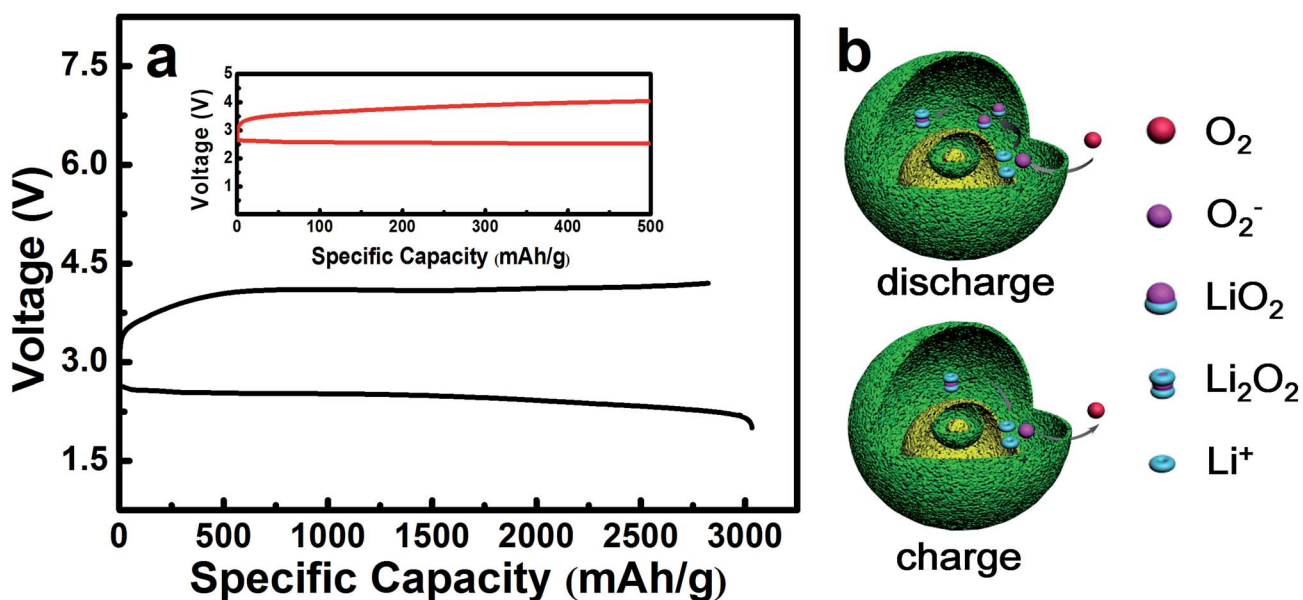 a
7.5
6.0
4.5
3.0
1.5
Voltage (V)
0 500 1000 1500 2000 2500 3000
Specific Capacity (mAh/g)
5
4
3
2
1
Voltage (V)
0 100 200 300 400 500
Specific Capacity (mAh/g)
b
discharge
charge
O₂
O₂⁻
LiO₂
Li₂O₂
Li⁺